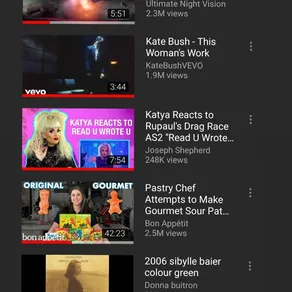 5:51
Ultimate Night Vision
2.3M views
vevo
3:44
Kate Bush - This
Woman's Work
KateBushVEVO
1.9M views
KATYA REACTS TO
READ U WROTE U
7:54
Katya Reacts to
Rupaul's Drag Race
AS2 "Read U Wrote...
Joseph Shepherd
248K views
ORIGINAL
GOURMET
bon appétit
42:23
Pastry Chef
Attempts to Make
Gourmet Sour Pat...
Bon Appétit
2.5M views
2006 sibylle baier
colour green
Donna buitron